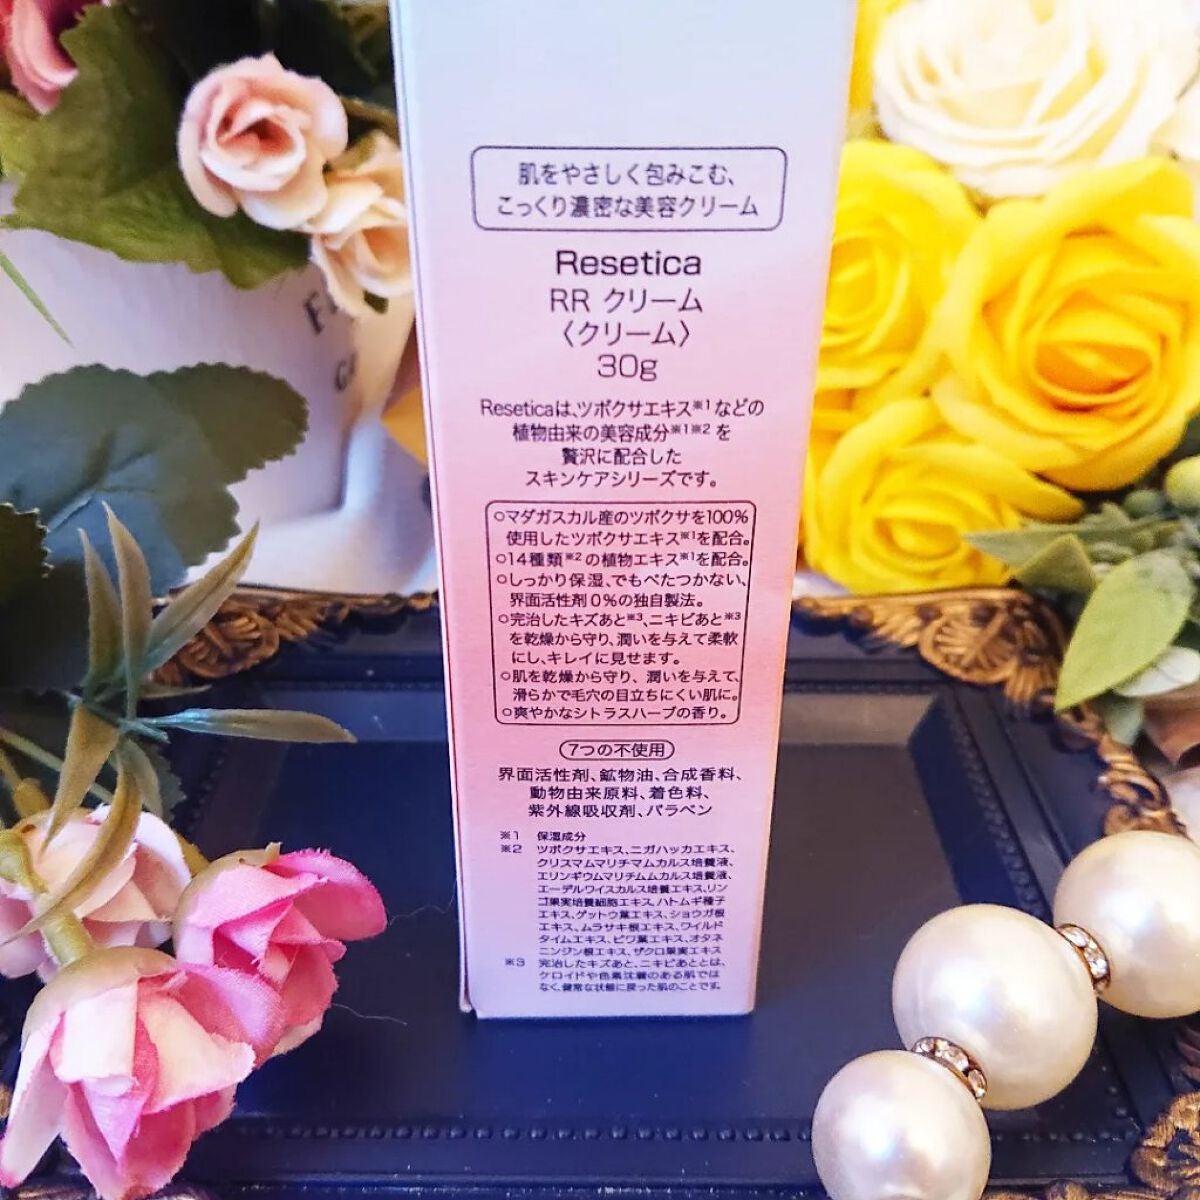 肌をやさしく包みこむ、
こっくり濃密な美容クリーム
Resetica
RR クリーム
〈クリーム〉
30g
Reseticaは、ツボクサエキス※1などの
植物由来の美容成分※1※2を
贅沢に配合した
スキンケアシリーズです。
○マダガスカル産のツボクサを100%
使用したツボクサエキス※1を配合。
○14種類※2の植物エキス※1を配合。
○しっかり保湿、でもべたつかない、
界面活性剤0%の独自製法。
○完治したキズあと※3、ニキビあと※3
を乾燥から守り、潤いを与えて柔軟
にし、キレイに見せます。
○肌を乾燥から守り、潤いを与えて、
滑らかで毛穴の目立ちにくい肌に。
○爽やかなシトラスハーブの香り。
7つの不使用
界面活性剤、鉱物油、合成香料、
動物由来原料、着色料、
紫外線吸収剤、パラベン
※1 保湿成分
※2 ツボクサエキス、ニガハッカエキス、
クリスマムマリチマムカルス培養液、
エリンギウムマリチムムカルス培養液、
エーデルワイスカルス培養エキス、リン
ゴ果実培養細胞エキス、ハトムギ種子
エキス、ゲットウ葉エキス、ショウガ根
エキス、ムラサキ根エキス、ワイルド
タイムエキス、ビワ葉エキス、オタネ
ニンジン根エキス、ザクロ果実エキス
※3 完治したキズあと、ニキビあととは、
ケロイドや色素沈着のある肌では
なく、健常な状態に戻った肌のことです。